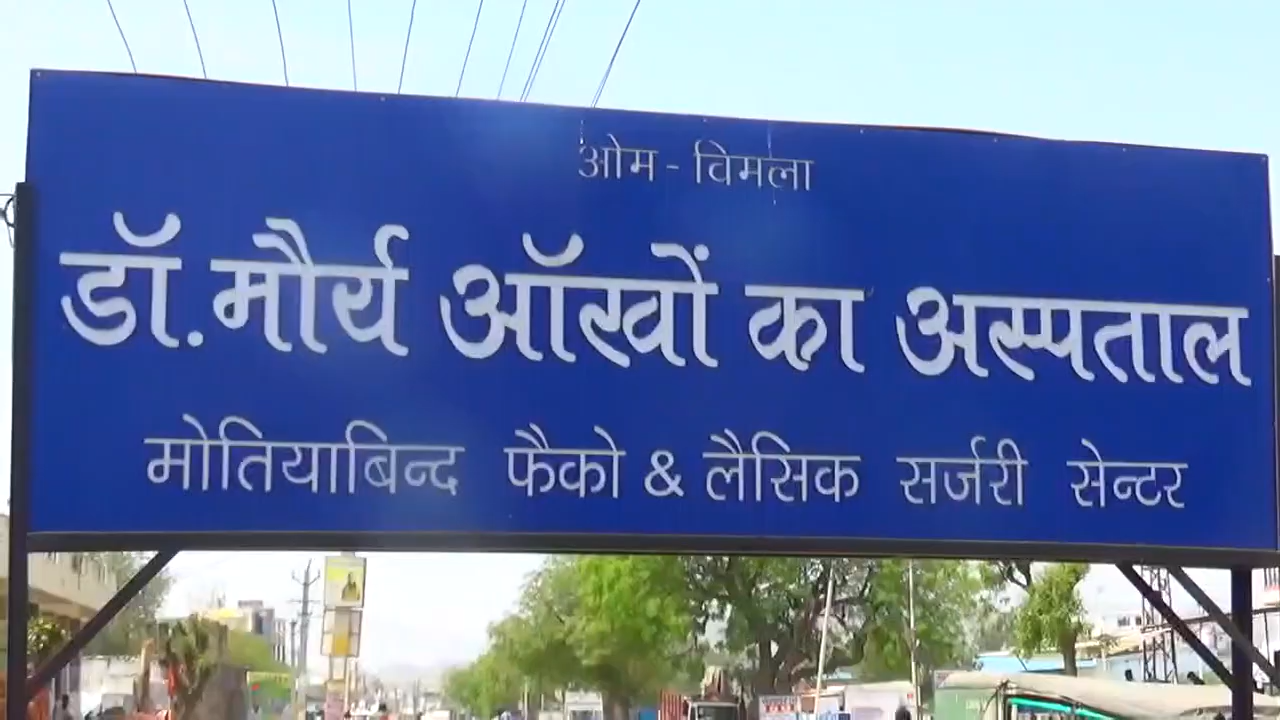 ओम - विमला
डॉ. मौर्य ऑखों का अस्पताल
मोतियाबिन्द फैको & लैसिक सर्जरी सेन्टर